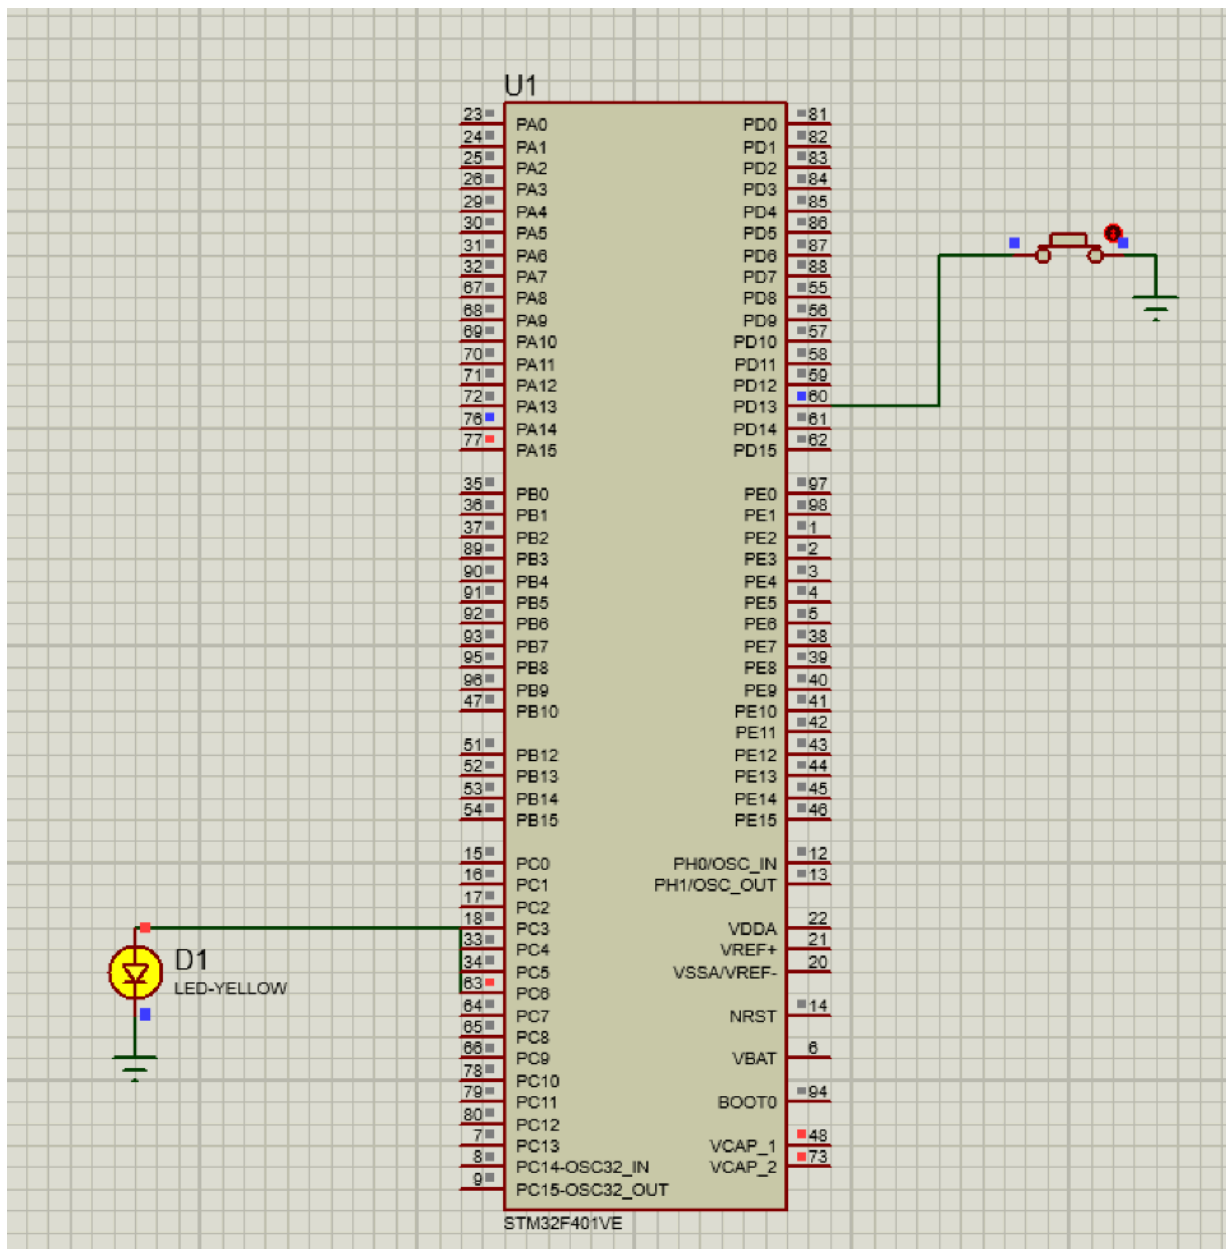 U1
23 PA0 PD0 81
24 PA1 PD1 82
25 PA2 PD2 83
26 PA3 PD3 84
29 PA4 PD4 85
30 PA5 PD5 86
31 PA6 PD6 87
32 PA7 PD7 88
67 PA8 PD8 55
68 PA9 PD9 56
69 PA10 PD10 57
70 PA11 PD11 58
71 PA12 PD12 59
72 PA13 PD13 60
76 PA14 PD14 61
77 PA15 PD15 62
35 PB0 PE0 97
36 PB1 PE1 98
37 PB2 PE2 1
89 PB3 PE3 2
90 PB4 PE4 3
91 PB5 PE5 4
92 PB6 PE6 5
93 PB7 PE7 38
95 PB8 PE8 39
96 PB9 PE9 40
47 PB10 PE10 41
PE11 42
51 PB12 PE12 43
52 PB13 PE13 44
53 PB14 PE14 45
54 PB15 PE15 46
15 PC0 PH0/OSC_IN 12
16 PC1 PH1/OSC_OUT 13
17 PC2
18 PC3 VDDA 22
33 PC4 VREF+ 21
34 PC5 VSSA/VREF- 20
63 PC6
64 PC7 NRST 14
65 PC8
66 PC9 VBAT 6
78 PC10
79 PC11 BOOT0 94
80 PC12
7 PC13 VCAP_1 48
8 PC14-OSC32_IN VCAP_2 73
9 PC15-OSC32_OUT
STM32F401VE
D1
LED-YELLOW